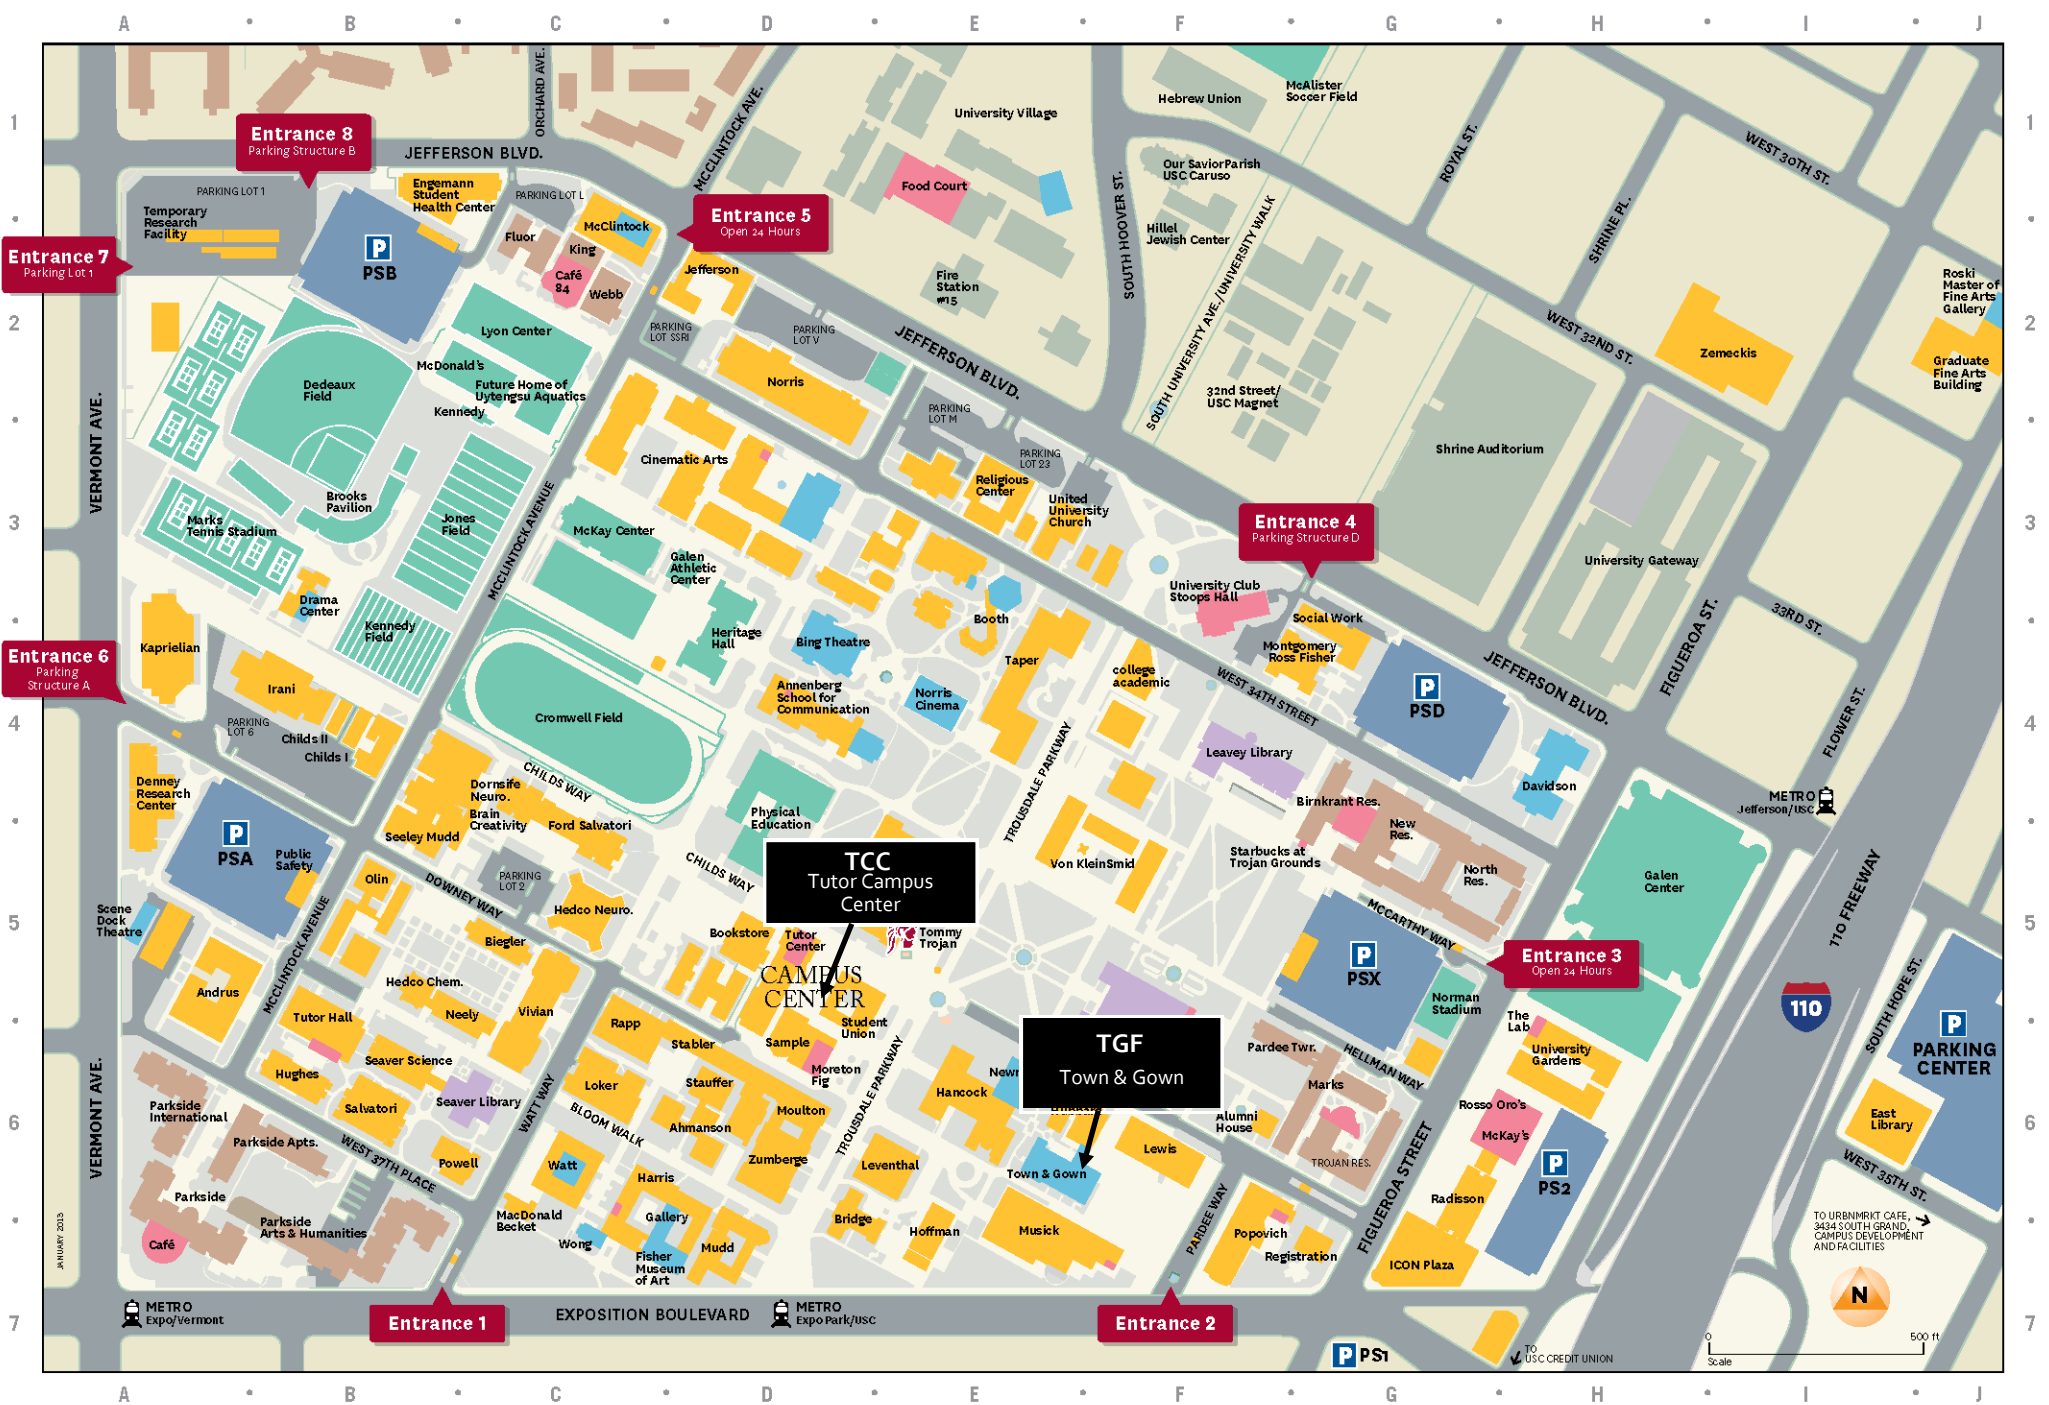 A • B • C • D • E • F • G • H • I • J
1
2
3
4
5
6
7
1
2
3
4
5
6
7
ORCHARD AVE.
MCCLINTOCK AVE.
University Village
Hebrew Union
McAlister
Soccer Field
ROYAL ST.
WEST 30TH ST.
Entrance 8
Parking Structure B
JEFFERSON BLVD.
PARKING LOT 1
Engemann
Student
Health Center
PARKING LOT L
Food Court
Our SaviorParish
USC Caruso
Temporary
Research
Facility
Fluor
King
McClintock
Entrance 5
Open 24 Hours
Hillel
Jewish Center
SOUTH HOOVER ST.
SOUTH UNIVERSITY AVE./UNIVERSITY WALK
SHRINE PL.
Entrance 7
Parking Lot 1
P
PSB
Café
84
Webb
Jefferson
Fire
Station
#15
Roski
Master of
Fine Arts
Gallery
Lyon Center
PARKING
LOT SSRI
PARKING
LOT V
JEFFERSON BLVD.
WEST 32ND ST.
Zemeckis
Graduate
Fine Arts
Building
McDonald's
Dedeaux
Field
Future Home of
Uytengsu Aquatics
Kennedy
Norris
PARKING
LOT M
32nd Street/
USC Magnet
VERMONT AVE.
Cinematic Arts
PARKING
LOT 23
Religious
Center
Shrine Auditorium
Brooks
Pavilion
Marks
Tennis Stadium
Jones
Field
MCCLINTOCK AVENUE
McKay Center
Galen
Athletic
Center
United
University
Church
Entrance 4
Parking Structure D
University Gateway
Drama
Center
Kennedy
Field
Heritage
Hall
Bing Theatre
Booth
University Club
Stoops Hall
Social Work
Montgomery
Ross Fisher
33RD ST.
FIGUEROA ST.
Kaprielian
Entrance 6
Parking
Structure A
Irani
Taper
college
academic
WEST 34TH STREET
P
PSD
JEFFERSON BLVD.
FLOWER ST.
Cromwell Field
Annenberg
School for
Communication
Norris
Cinema
PARKING
LOT 6
Childs II
Childs I
TROUSDALE PARKWAY
Leavey Library
Davidson
Denney
Research
Center
Dornsife
Neuro.
Brain
Creativity
CHILDS WAY
Ford Salvatori
Physical
Education
Birnkrant Res.
New
Res.
METRO
Jefferson/USC
P
PSA
Public
Safety
Seeley Mudd
TCC
Tutor Campus
Center
Von KleinSmid
Starbucks at
Trojan Grounds
North
Res.
Galen
Center
110 FREEWAY
Olin
DOWNEY WAY
PARKING
LOT 2
CHILDS WAY
Scene
Dock
Theatre
Hedco Neuro.
MCCARTHY WAY
Biegler
Bookstore
Tutor
Center
Tommy
Trojan
P
PSX
Entrance 3
Open 24 Hours
CAMPUS
CENTER
MCCLINTOCK AVENUE
Andrus
Hedco Chem.
Norman
Stadium
SOUTH HOPE ST.
110
Tutor Hall
Neely
Vivian
Rapp
Student
Union
The
Lab
P
PARKING
CENTER
TGF
Town & Gown
Stabler
Sample
Seaver Science
Pardee Twr.
HELLMAN WAY
University
Gardens
VERMONT AVE.
Hughes
Loker
Stauffer
Moreton
Fig
TROUSDALE PARKWAY
Hancock
Marks
Parkside
International
Salvatori
Seaver Library
WATT WAY
BLOOM WALK
Moulton
Rosso Oro's
East
Library
Ahmanson
Alumni
House
McKay's
Parkside Apts.
WEST 37TH PLACE
Powell
Watt
Zumberge
Leventhal
Town & Gown
Lewis
TROJAN RES.
P
PS2
WEST 35TH ST.
Parkside
Harris
Radisson
FIGUEROA STREET
MacDonald
Becket
Gallery
Bridge
Hoffman
Musick
PARDEE WAY
Popovich
TO URBNMRKT CAFE,
3434 SOUTH GRAND,
CAMPUS DEVELOPMENT
AND FACILITIES
Café
Parkside
Arts & Humanities
Wong
Fisher
Museum
of Art
Mudd
Registration
ICON Plaza
JANUARY 2013
METRO
Expo/Vermont
Entrance 1
EXPOSITION BOULEVARD
METRO
Expo Park/USC
Entrance 2
N
0
500 ft
Scale
P PS1
TO
USC CREDIT UNION
A • B • C • D • E • F • G • H • I • J